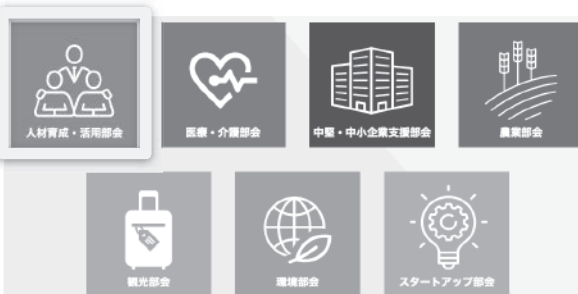 人材育成・活用部会
医療・介護部会
中堅・中小企業支援部会
農業部会
観光部会
環境部会
スタートアップ部会